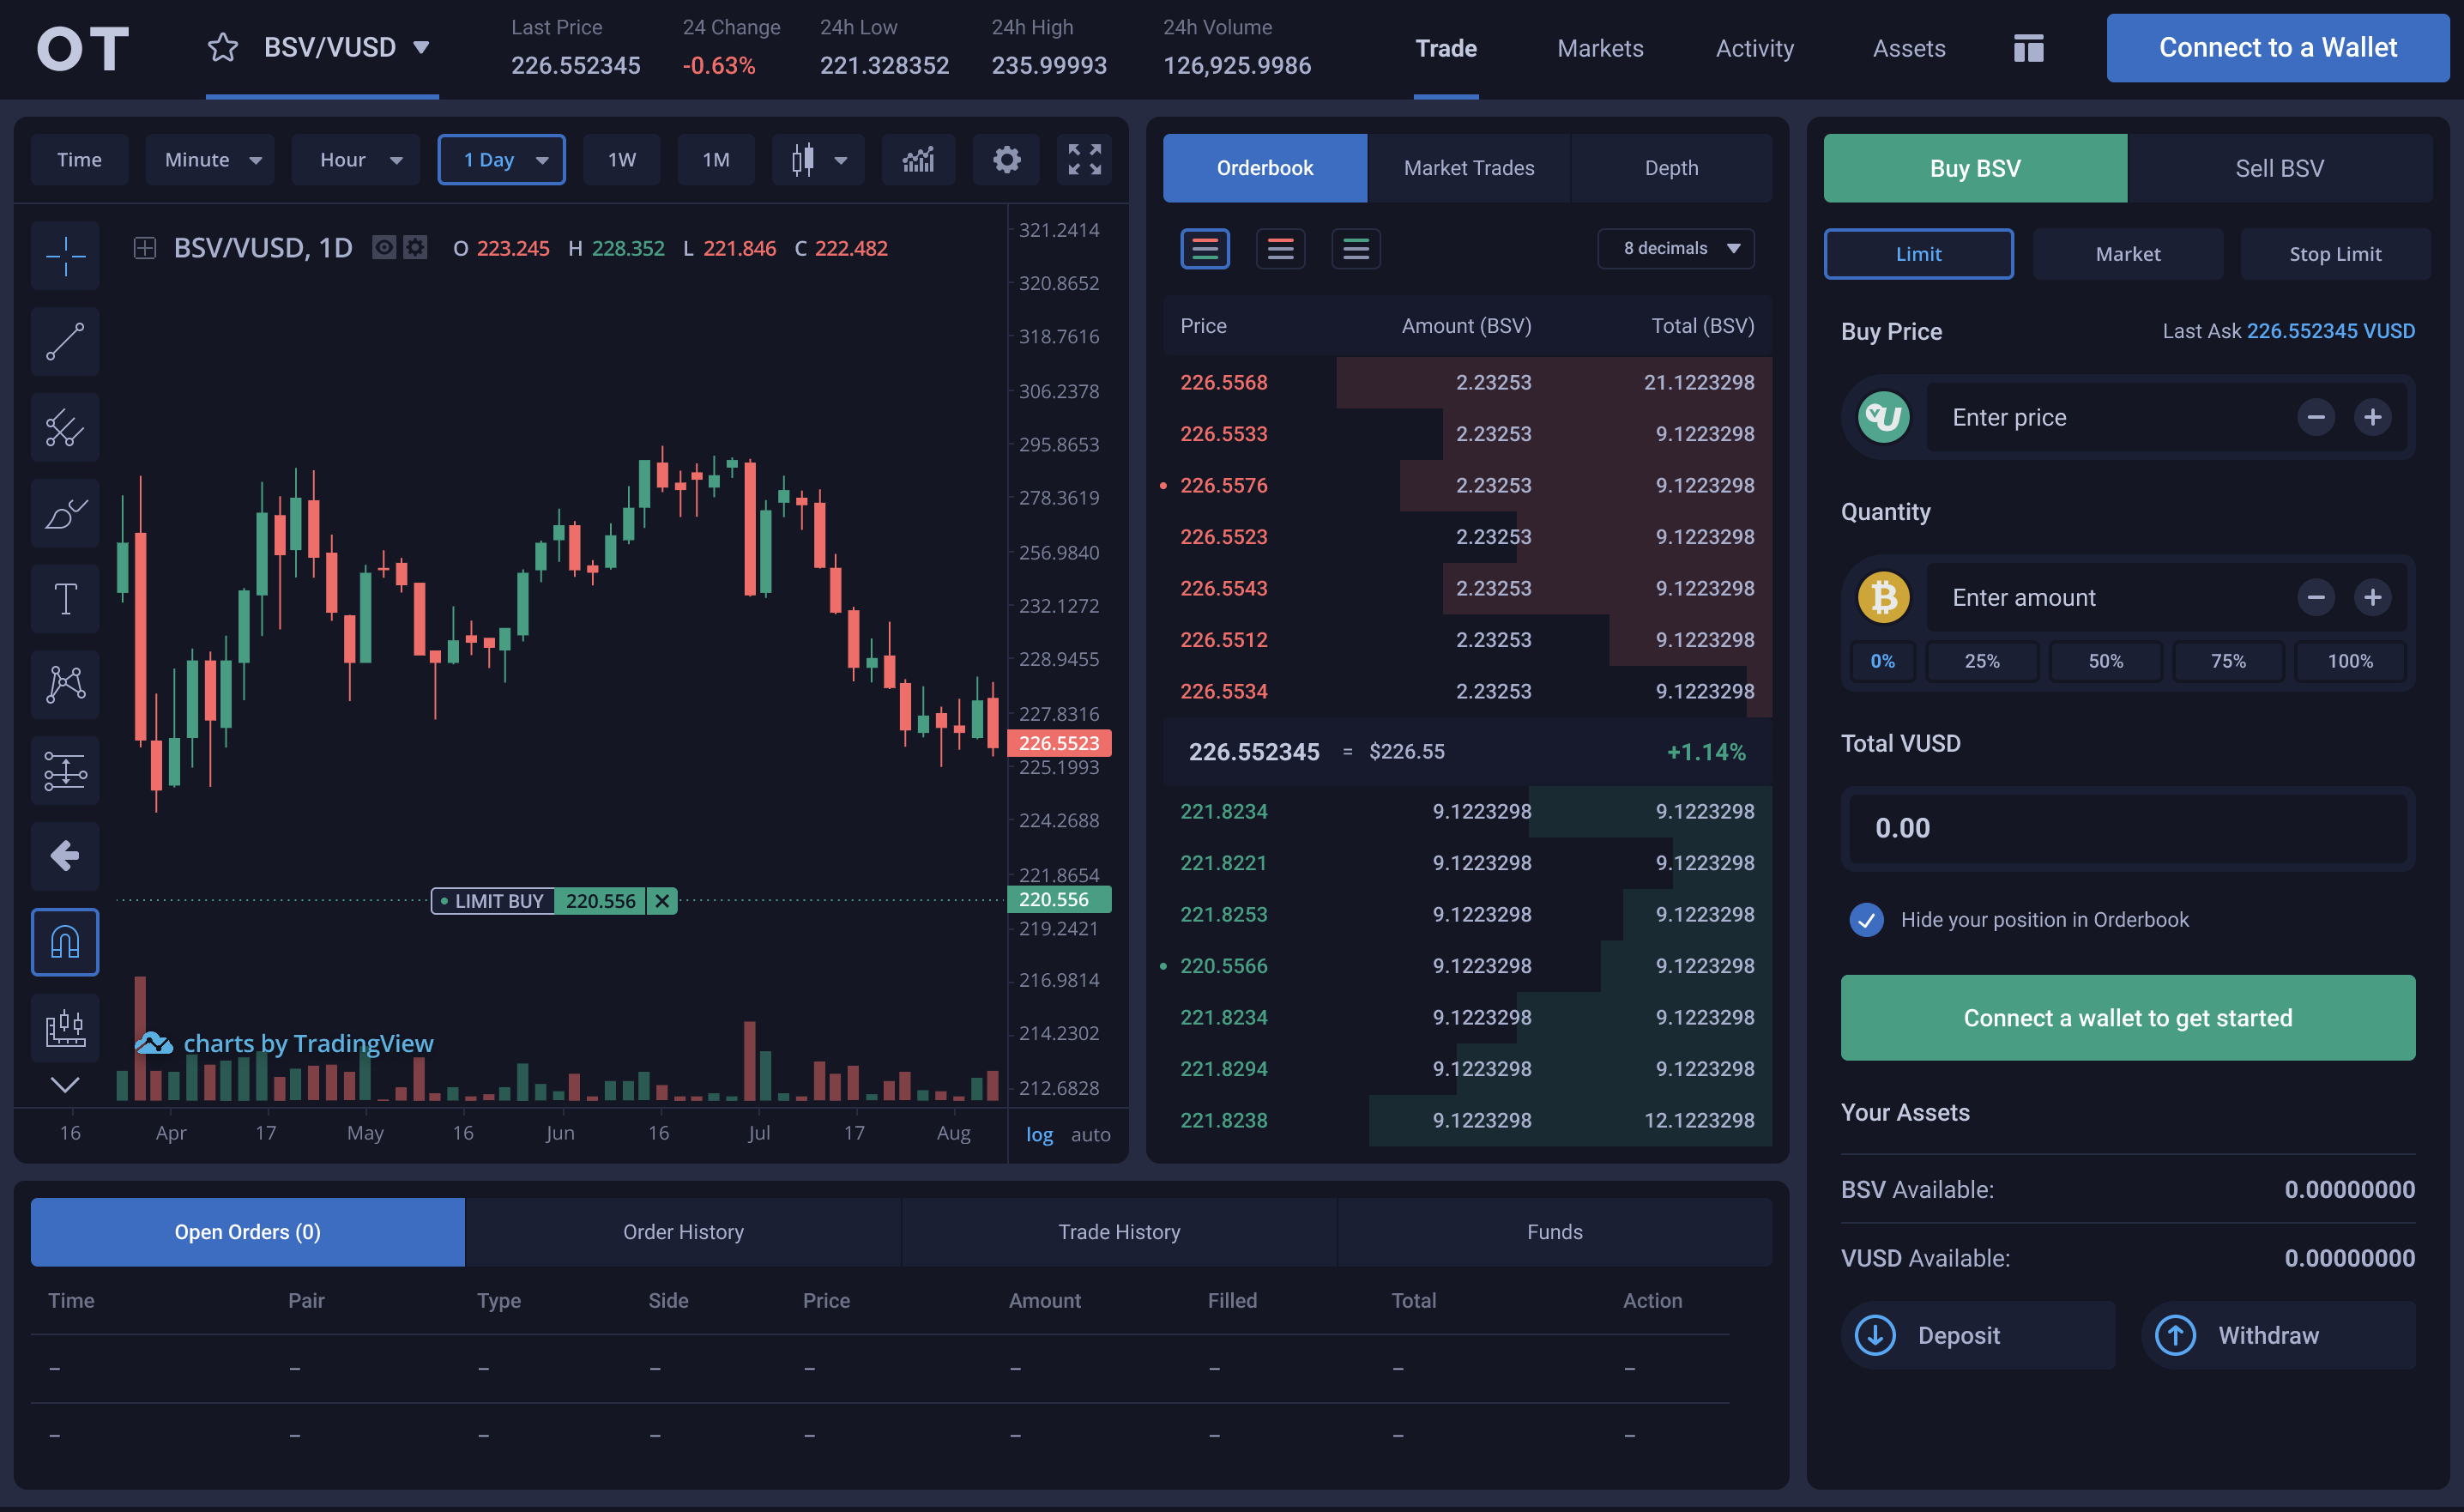 OT
BSV/VUSD
Last Price
226.552345
24 Change
-0.63%
24h Low
221.328352
24h High
235.99993
24h Volume
126,925.9986
Trade
Markets
Activity
Assets
Connect to a Wallet
Time
Minute
Hour
1 Day
1W
1M
BSV/VUSD, 1D
O 223.245 H 228.352 L 221.846 C 222.482
321.2414
320.8652
318.7616
306.2378
295.8653
278.3619
256.9840
232.1272
228.9455
227.8316
226.5523
225.1993
224.2688
221.8654
220.556
219.2421
216.9814
214.2302
212.6828
LIMIT BUY 220.556
charts by TradingView
16 Apr 17 May 16 Jun 16 Jul 17 Aug
log auto
Orderbook
Market Trades
Depth
8 decimals
Price Amount (BSV) Total (BSV)
226.5568 2.23253 21.1223298
226.5533 2.23253 9.1223298
226.5576 2.23253 9.1223298
226.5523 2.23253 9.1223298
226.5543 2.23253 9.1223298
226.5512 2.23253 9.1223298
226.5534 2.23253 9.1223298
226.552345 = $226.55 +1.14%
221.8234 9.1223298 9.1223298
221.8221 9.1223298 9.1223298
221.8253 9.1223298 9.1223298
220.5566 9.1223298 9.1223298
221.8234 9.1223298 9.1223298
221.8294 9.1223298 9.1223298
221.8238 9.1223298 12.1223298
Buy BSV
Sell BSV
Limit
Market
Stop Limit
Buy Price
Last Ask 226.552345 VUSD
Enter price
Quantity
Enter amount
0% 25% 50% 75% 100%
Total VUSD
0.00
Hide your position in Orderbook
Connect a wallet to get started
Your Assets
BSV Available: 0.00000000
VUSD Available: 0.00000000
Deposit
Withdraw
Open Orders (0)
Order History
Trade History
Funds
Time Pair Type Side Price Amount Filled Total Action
– – – – – – – – –
– – – – – – – – –